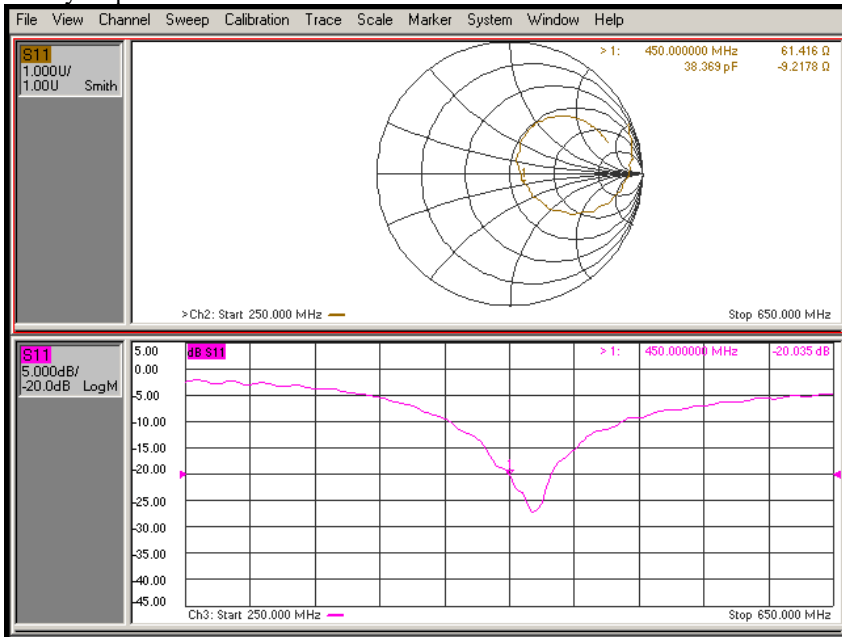 File View Channel Sweep Calibration Trace Scale Marker System Window Help
S11
1.000U/
1.00U Smith
> 1: 450.000000 MHz 61.416 Ω
38.369 pF -9.2178 Ω
>Ch2: Start 250.000 MHz Stop 650.000 MHz
S11
5.000dB/
-20.0dB LogM
5.00 dB S11 > 1: 450.000000 MHz -20.035 dB
0.00
-5.00
-10.00
-15.00
-20.00
-25.00
-30.00
-35.00
-40.00
-45.00
Ch3: Start 250.000 MHz Stop 650.000 MHz